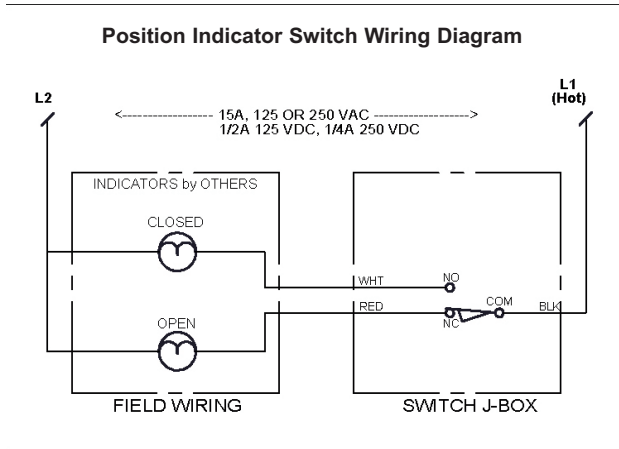 Position Indicator Switch Wiring Diagram
L1
(Hot)
L2
<----------------- 15A, 125 OR 250 VAC ------------------->
1/2A 125 VDC, 1/4A 250 VDC
INDICATORS by OTHERS
CLOSED
WHT
NO
RED
COM
BLK
NC
OPEN
FIELD WIRING
SWITCH J-BOX